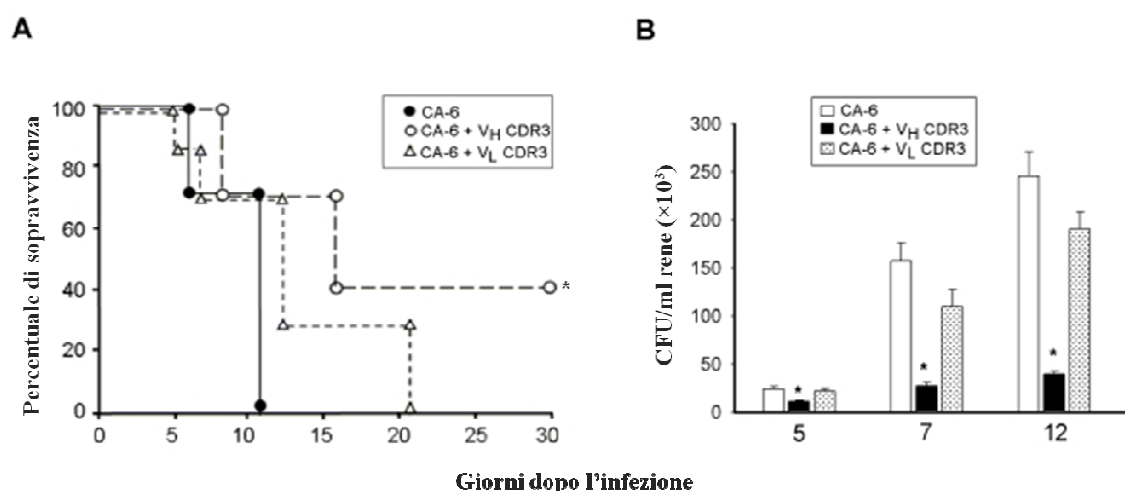 A
Percentuale di sopravvivenza
100
80
60
40
20
0
0 5 10 15 20 25 30
CA-6
CA-6 + VH CDR3
CA-6 + VL CDR3
*
B
CFU/ml rene (×10³)
300
250
200
150
100
50
0
5 7 12
CA-6
CA-6 + VH CDR3
CA-6 + VL CDR3
*
*
*
Giorni dopo l'infezione